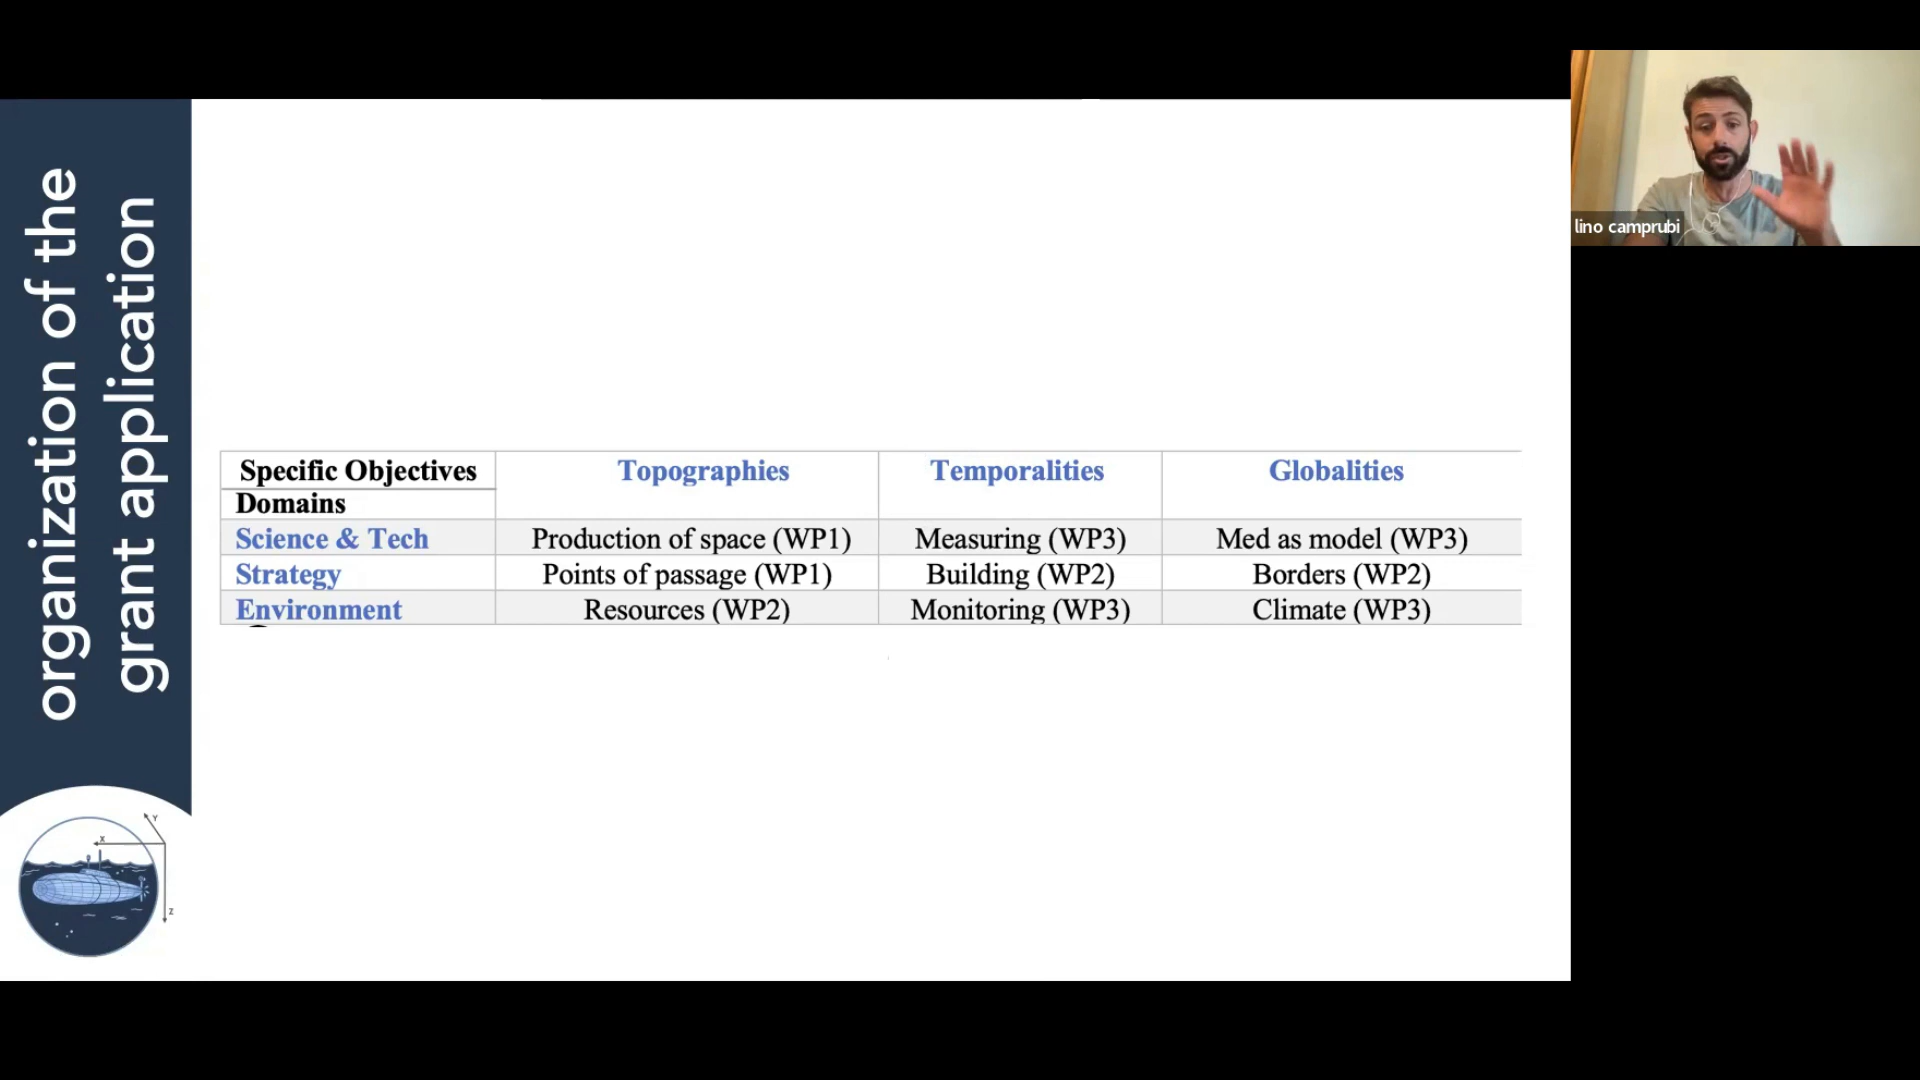 organization of the
grant application
Specific Objectives Topographies Temporalities Globalities
Domains
Science & Tech Production of space (WP1) Measuring (WP3) Med as model (WP3)
Strategy Points of passage (WP1) Building (WP2) Borders (WP2)
Environment Resources (WP2) Monitoring (WP3) Climate (WP3)
Y
X
Z
lino camprubi